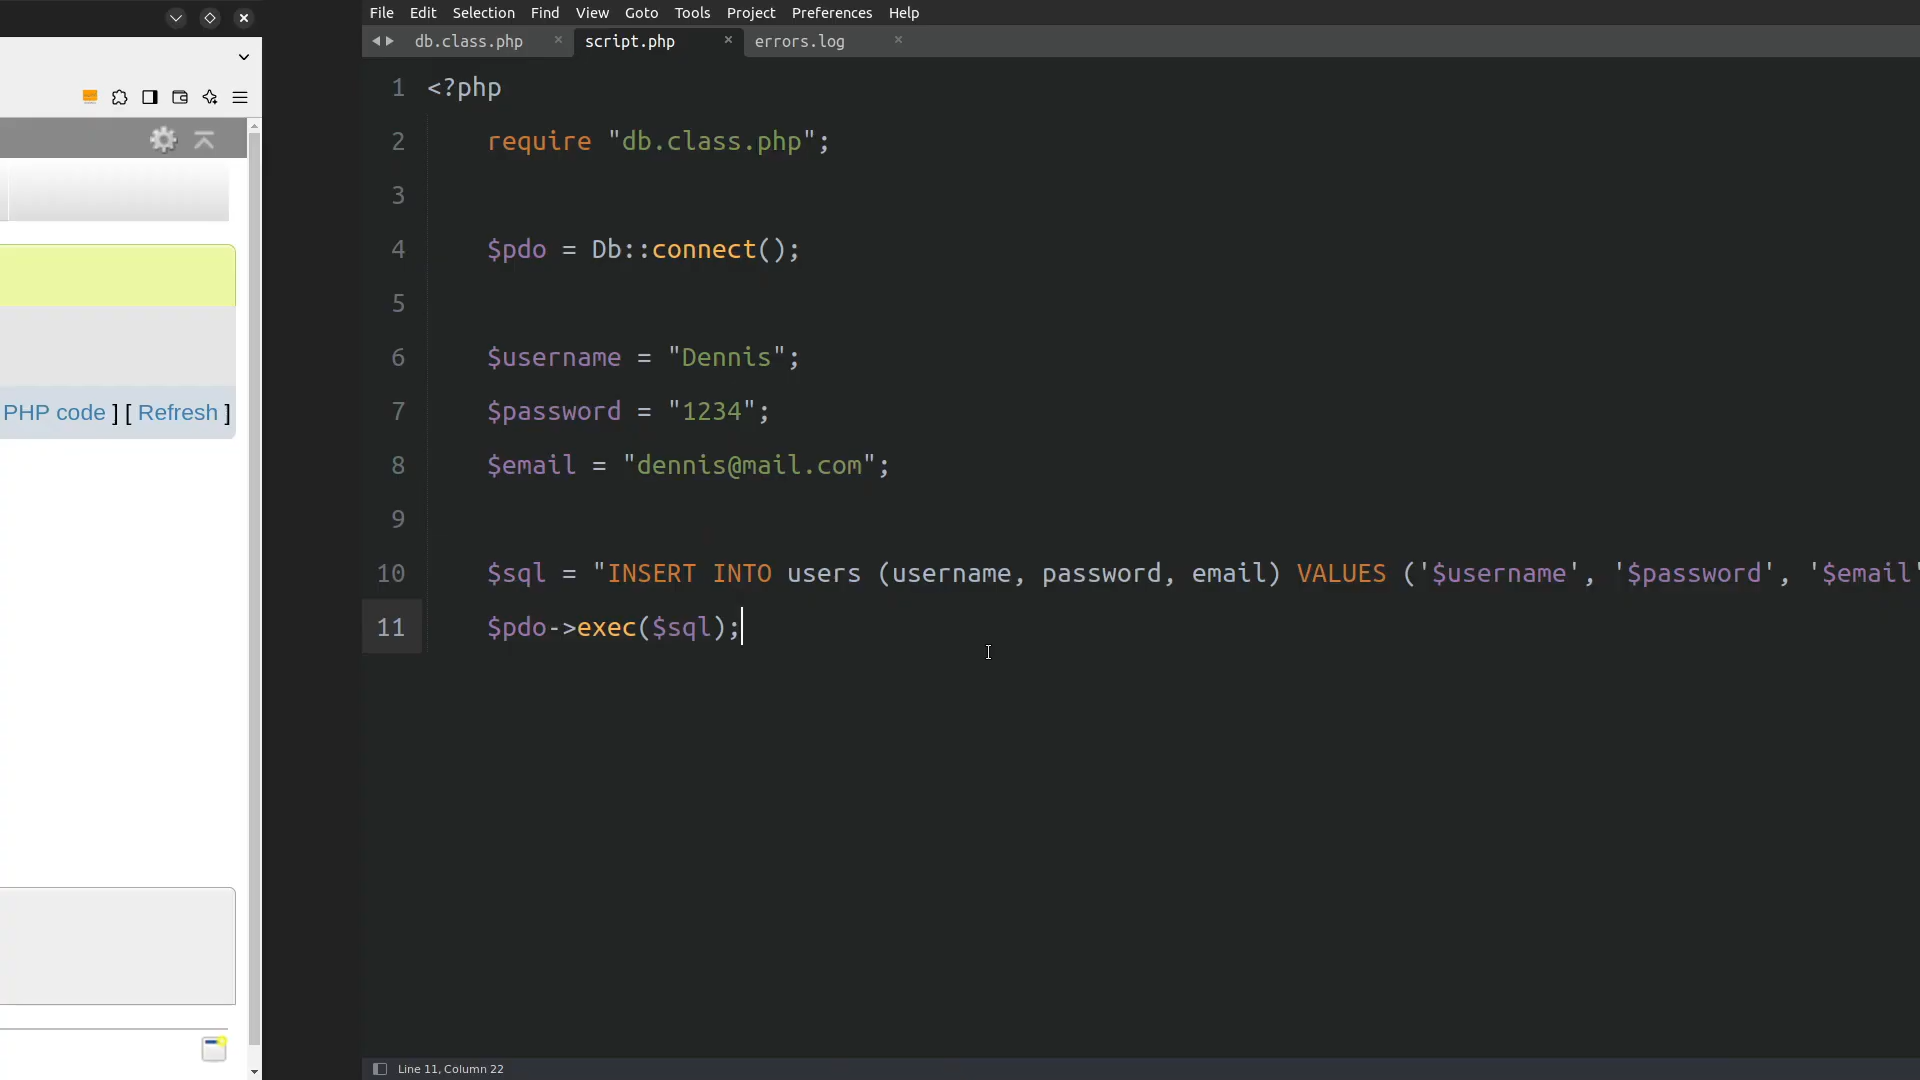 File Edit Selection Find View Goto Tools Project Preferences Help
db.class.php script.php errors.log
1 <?php
2 require "db.class.php";
3
4 $pdo = Db::connect();
5
6 $username = "Dennis";
7 $password = "1234";
8 $email = "dennis@mail.com";
9
10 $sql = "INSERT INTO users (username, password, email) VALUES ('$username', '$password', '$email'
11 $pdo->exec($sql);
PHP code ] [ Refresh ]
Line 11, Column 22